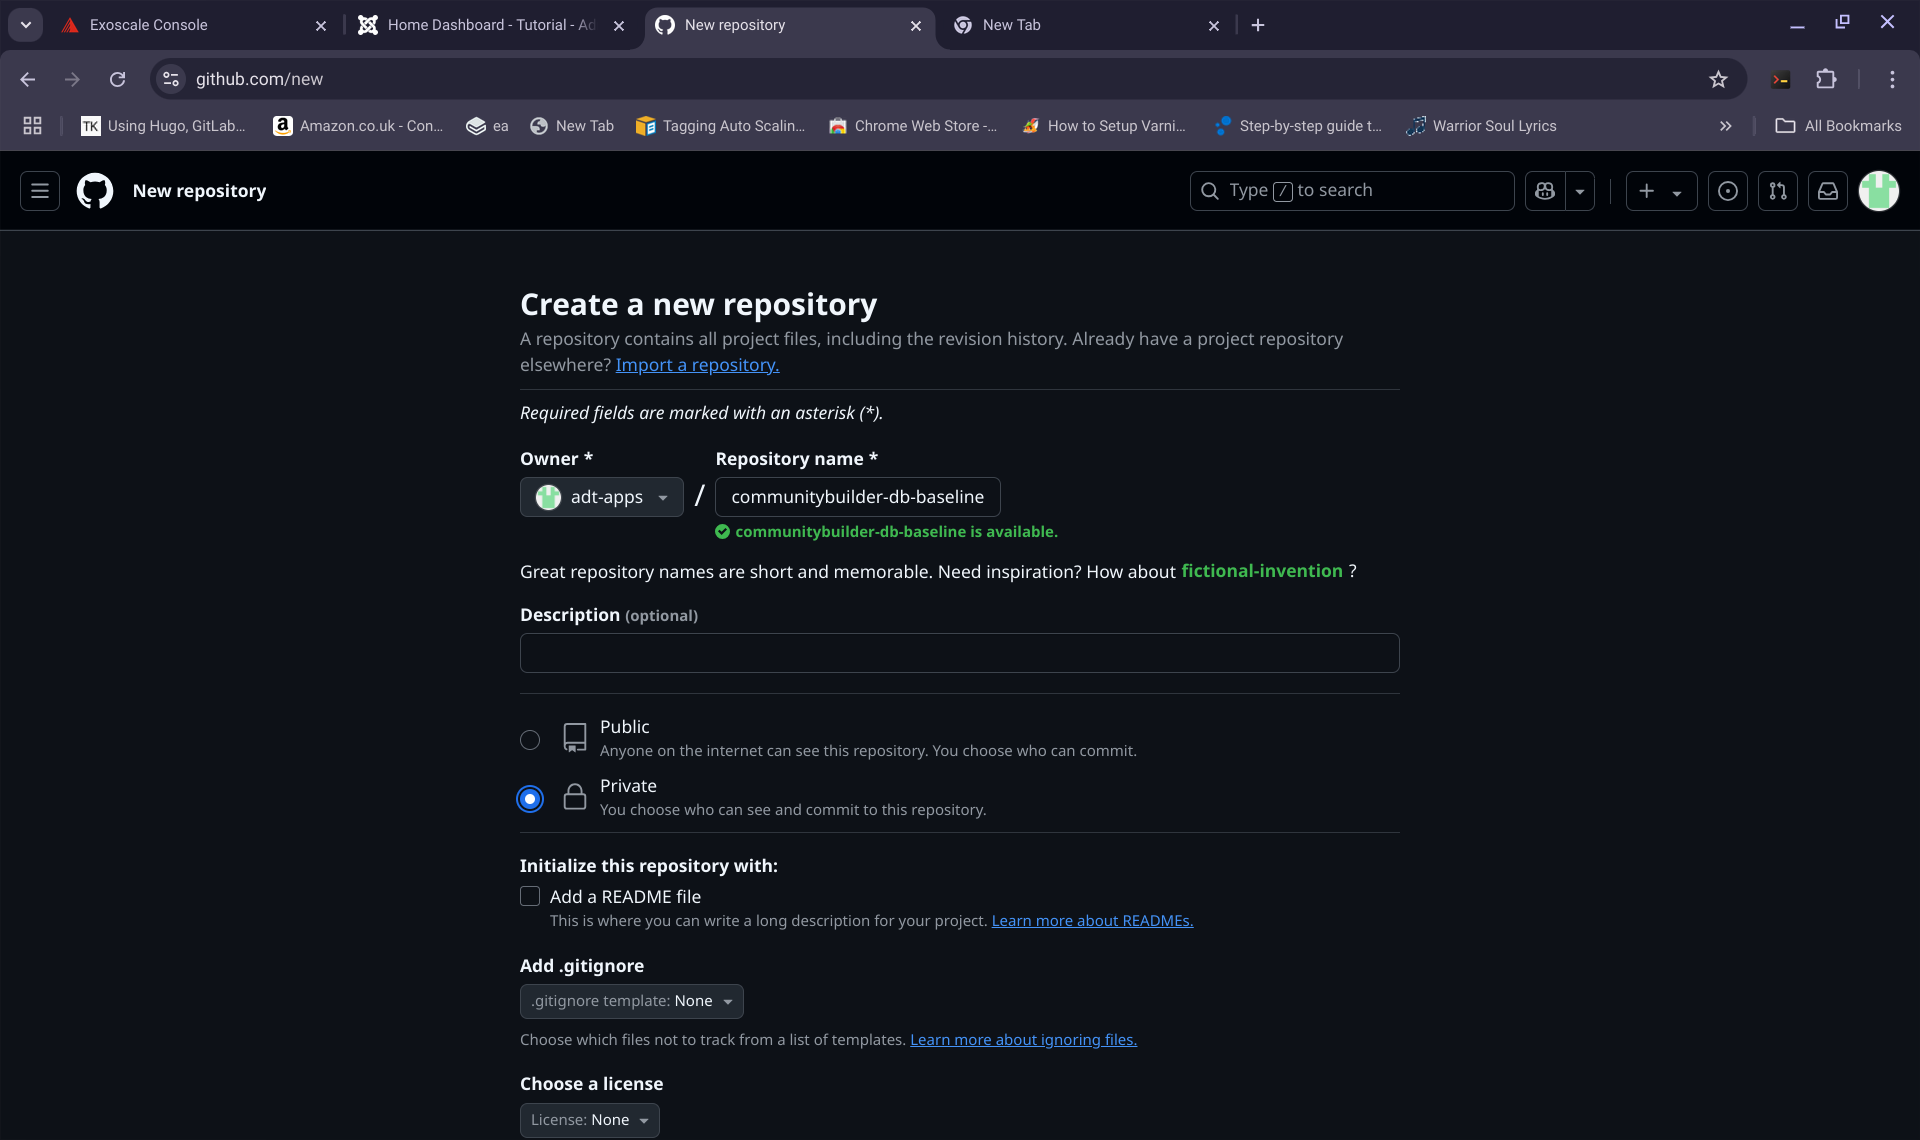 Exoscale Console
Home Dashboard - Tutorial - Ad
New repository
New Tab
github.com/new
TK Using Hugo, GitLab...
a Amazon.co.uk - Con...
ea
New Tab
Tagging Auto Scalin...
Chrome Web Store -...
How to Setup Varni...
Step-by-step guide t...
Warrior Soul Lyrics
»
All Bookmarks
New repository
Type / to search
Create a new repository
A repository contains all project files, including the revision history. Already have a project repository
elsewhere? Import a repository.
Required fields are marked with an asterisk (*).
Owner *
Repository name *
adt-apps / communitybuilder-db-baseline
communitybuilder-db-baseline is available.
Great repository names are short and memorable. Need inspiration? How about fictional-invention ?
Description (optional)
Public
Anyone on the internet can see this repository. You choose who can commit.
Private
You choose who can see and commit to this repository.
Initialize this repository with:
Add a README file
This is where you can write a long description for your project. Learn more about READMEs.
Add .gitignore
.gitignore template: None
Choose which files not to track from a list of templates. Learn more about ignoring files.
Choose a license
License: None